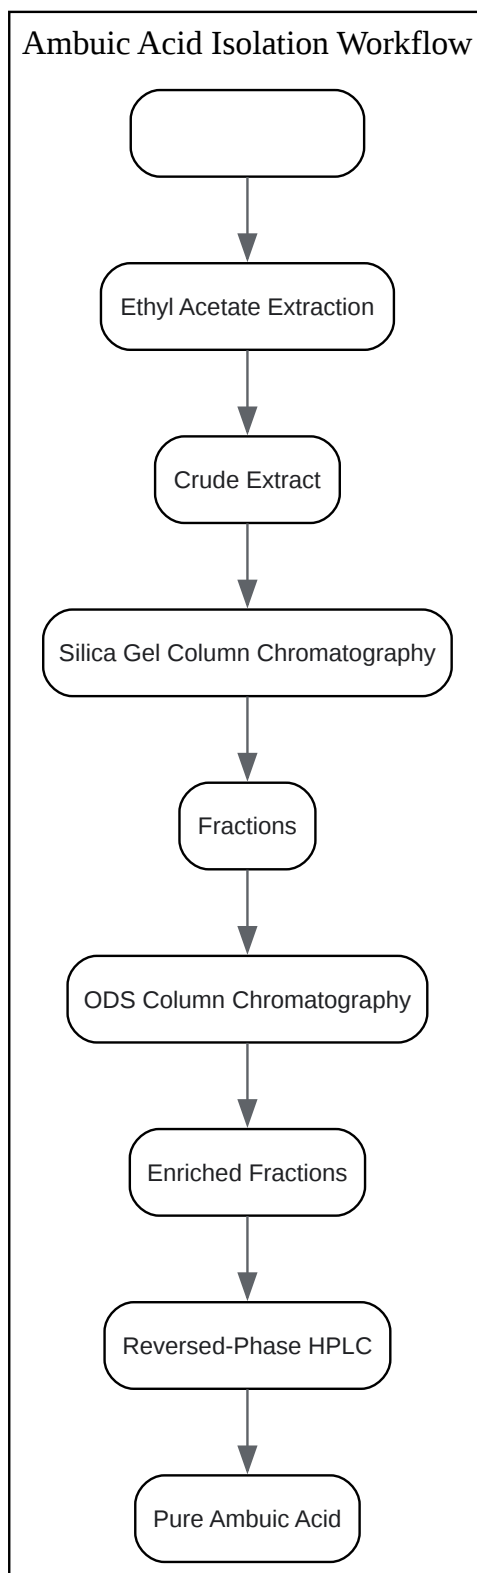 Ambuic Acid Isolation Workflow
Ethyl Acetate Extraction
Crude Extract
Silica Gel Column Chromatography
Fractions
ODS Column Chromatography
Enriched Fractions
Reversed-Phase HPLC
Pure Ambuic Acid